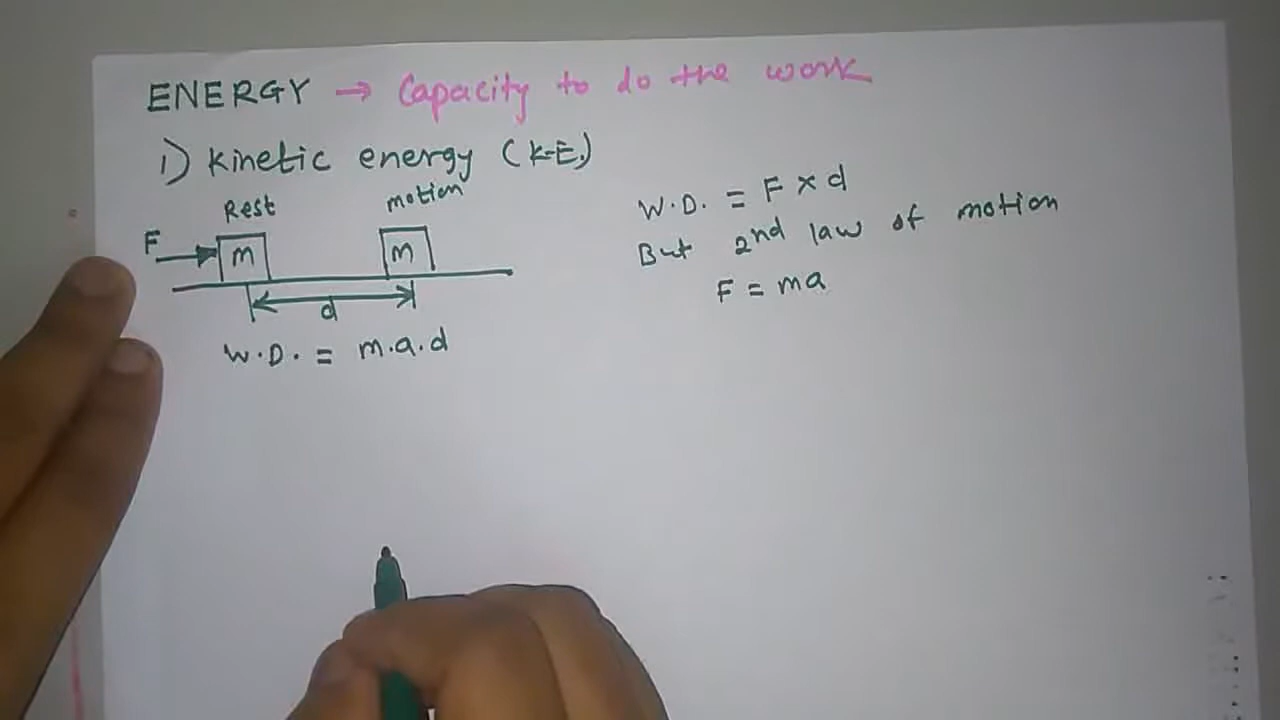 ENERGY → Capacity to do the work
1) kinetic energy (K.E.)
Rest motion
F m m
d
W.D. = m.a.d
W.D. = F × d
But 2nd law of motion
F = ma